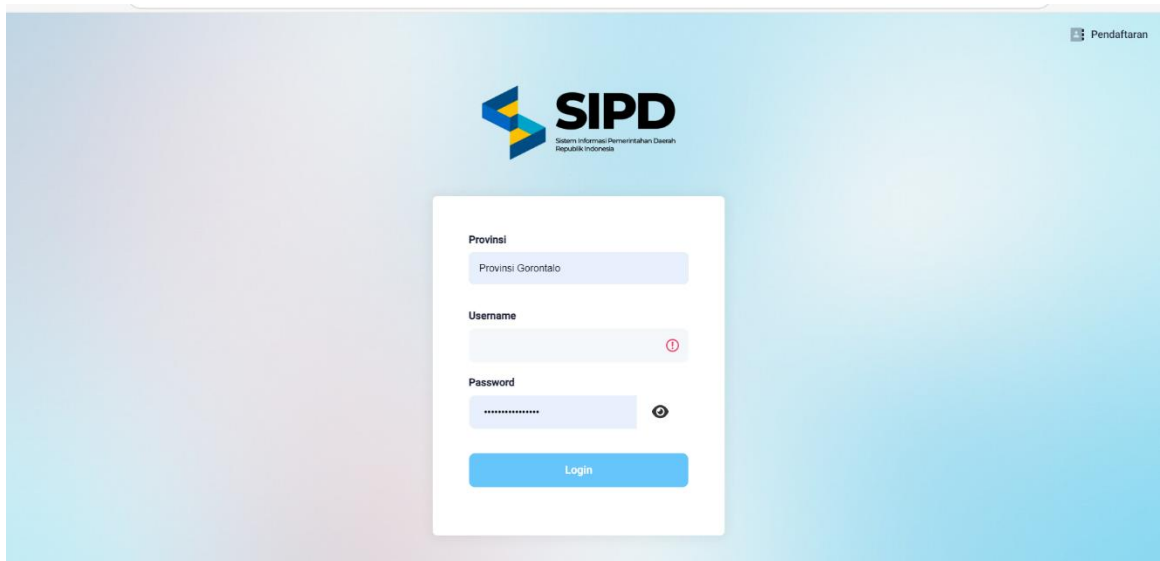 Pendaftaran
SIPD
Sistem Informasi Pemerintahan Daerah
Republik Indonesia
Provinsi
Provinsi Gorontalo
Username
Password
Login